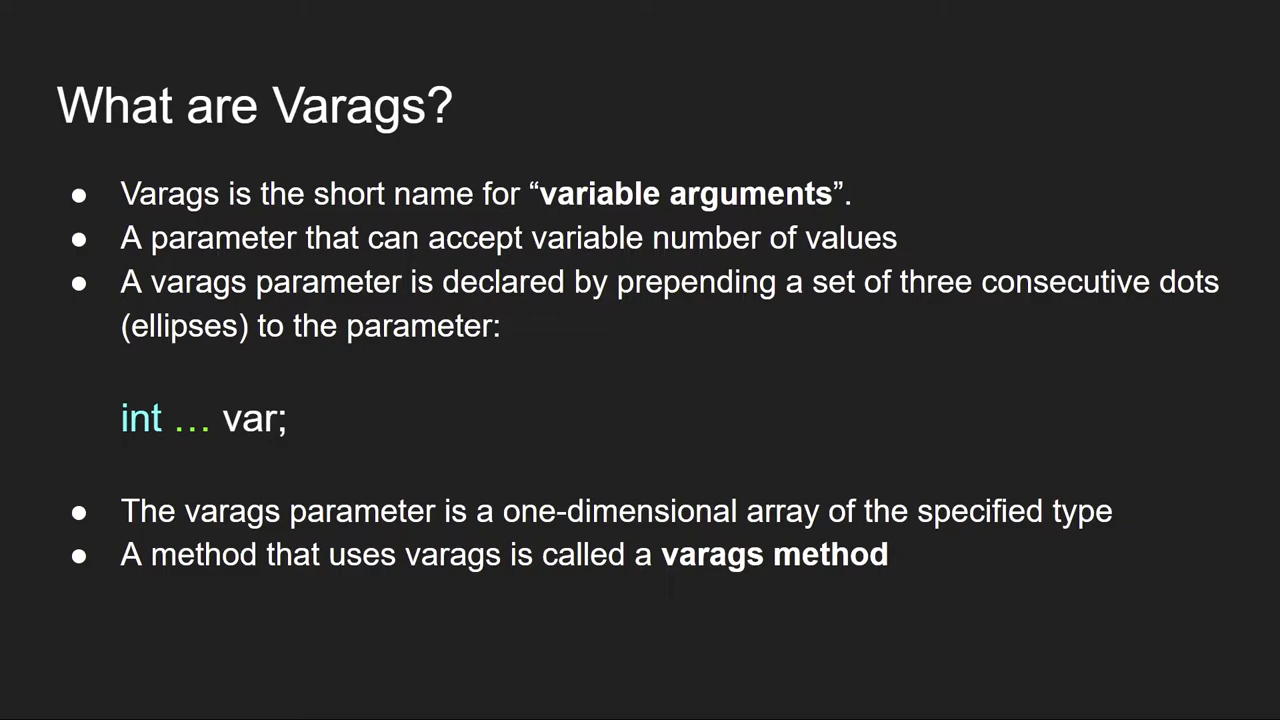 What are Varags?
● Varags is the short name for “variable arguments”.
● A parameter that can accept variable number of values
● A varags parameter is declared by prepending a set of three consecutive dots
(ellipses) to the parameter:
int … var;
● The varags parameter is a one-dimensional array of the specified type
● A method that uses varags is called a varags method